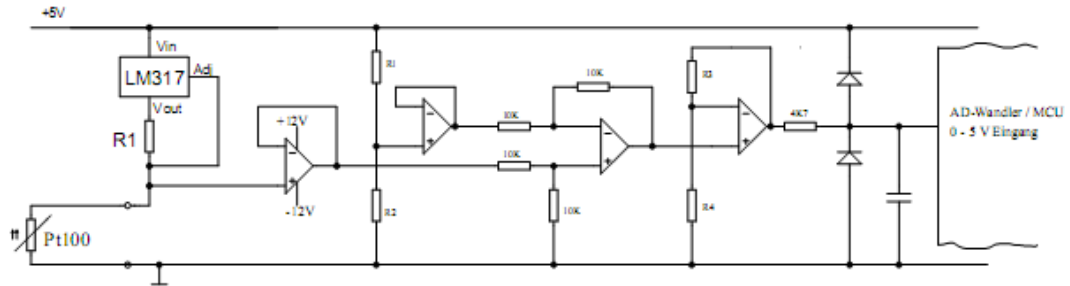 +5V
Vin
LM317
Adj
Vout
R1
Pt100
+12V
-12V
R1
R2
10K
10K
10K
10K
R3
R4
4K7
AD-Wandler / MCU
0 - 5 V Eingang